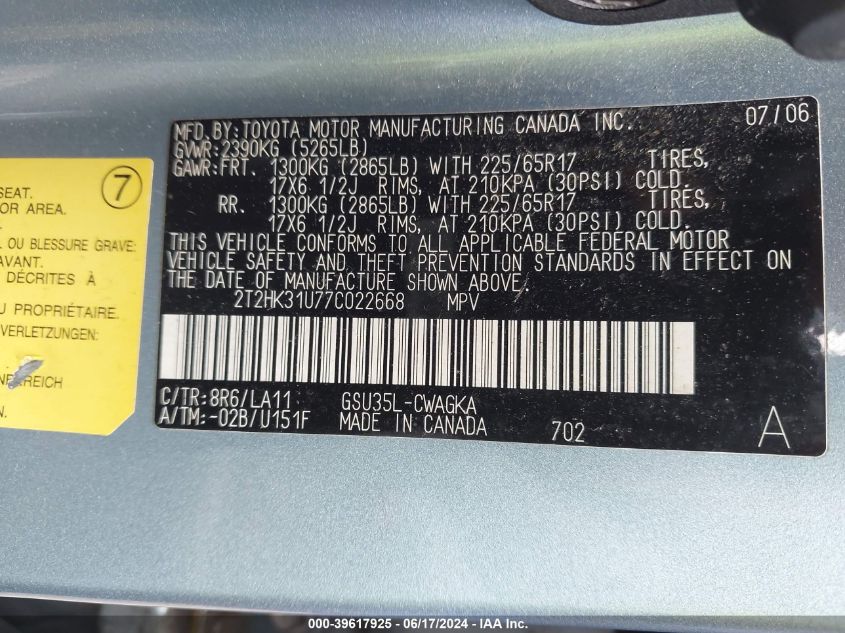 MFD. BY: TOYOTA MOTOR MANUFACTURING CANADA INC. 07/06
GVWR: 2390KG (5265LB)
GAWR: FRT. 1300KG (2865LB) WITH 225/65R17 TIRES,
17X6 1/2J RIMS, AT 210KPA (30PSI) COLD.
RR. 1300KG (2865LB) WITH 225/65R17 TIRES,
17X6 1/2J RIMS, AT 210KPA (30PSI) COLD.
THIS VEHICLE CONFORMS TO ALL APPLICABLE FEDERAL MOTOR
VEHICLE SAFETY AND THEFT PREVENTION STANDARDS IN EFFECT ON
THE DATE OF MANUFACTURE SHOWN ABOVE.
2T2HK31U77C022668 MPV
C/TR: 8R6/LA11 GSU35L-CWAGKA
A/TM: -02B/U151F MADE IN CANADA 702 A
7
SEAT.
OR AREA.
L OU BLESSURE GRAVE:
AVANT.
DÉCRITES À
U PROPRIÉTAIRE.
VERLETZUNGEN:
000-39617925 - 06/17/2024 - IAA Inc.